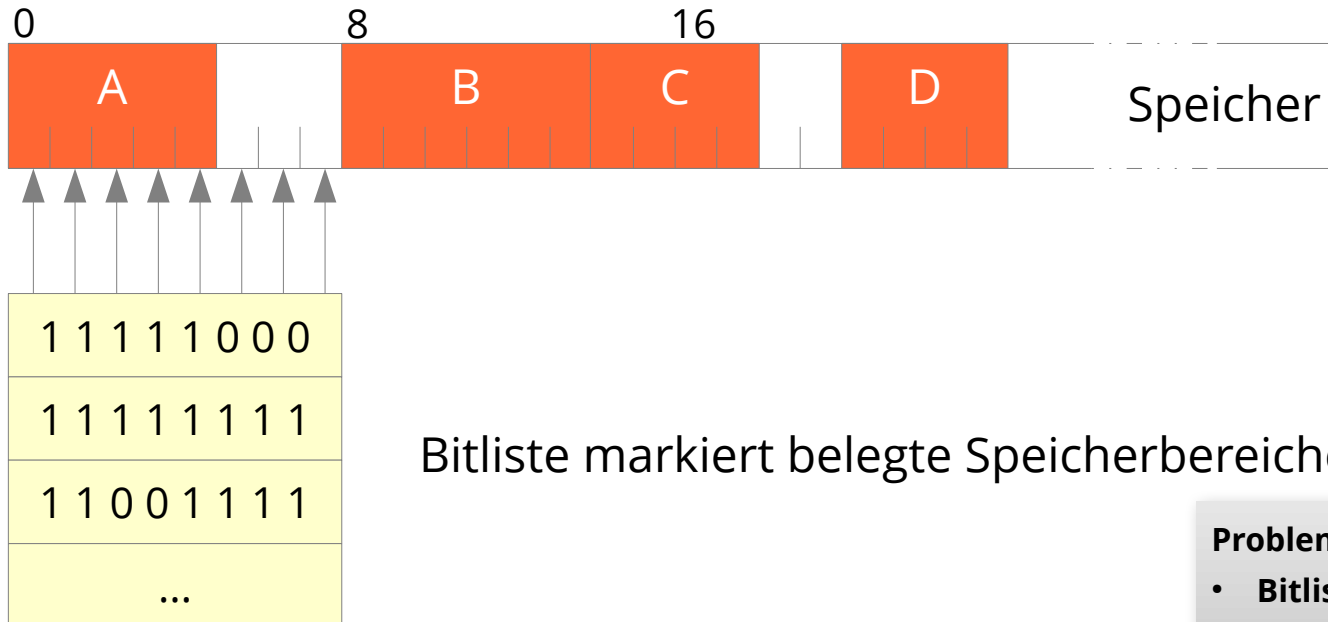 0 8 16
A B C D Speicher
1 1 1 1 1 0 0 0
1 1 1 1 1 1 1 1
Bitliste markiert belegte Speicherbereiche
1 1 0 0 1 1 1 1
...